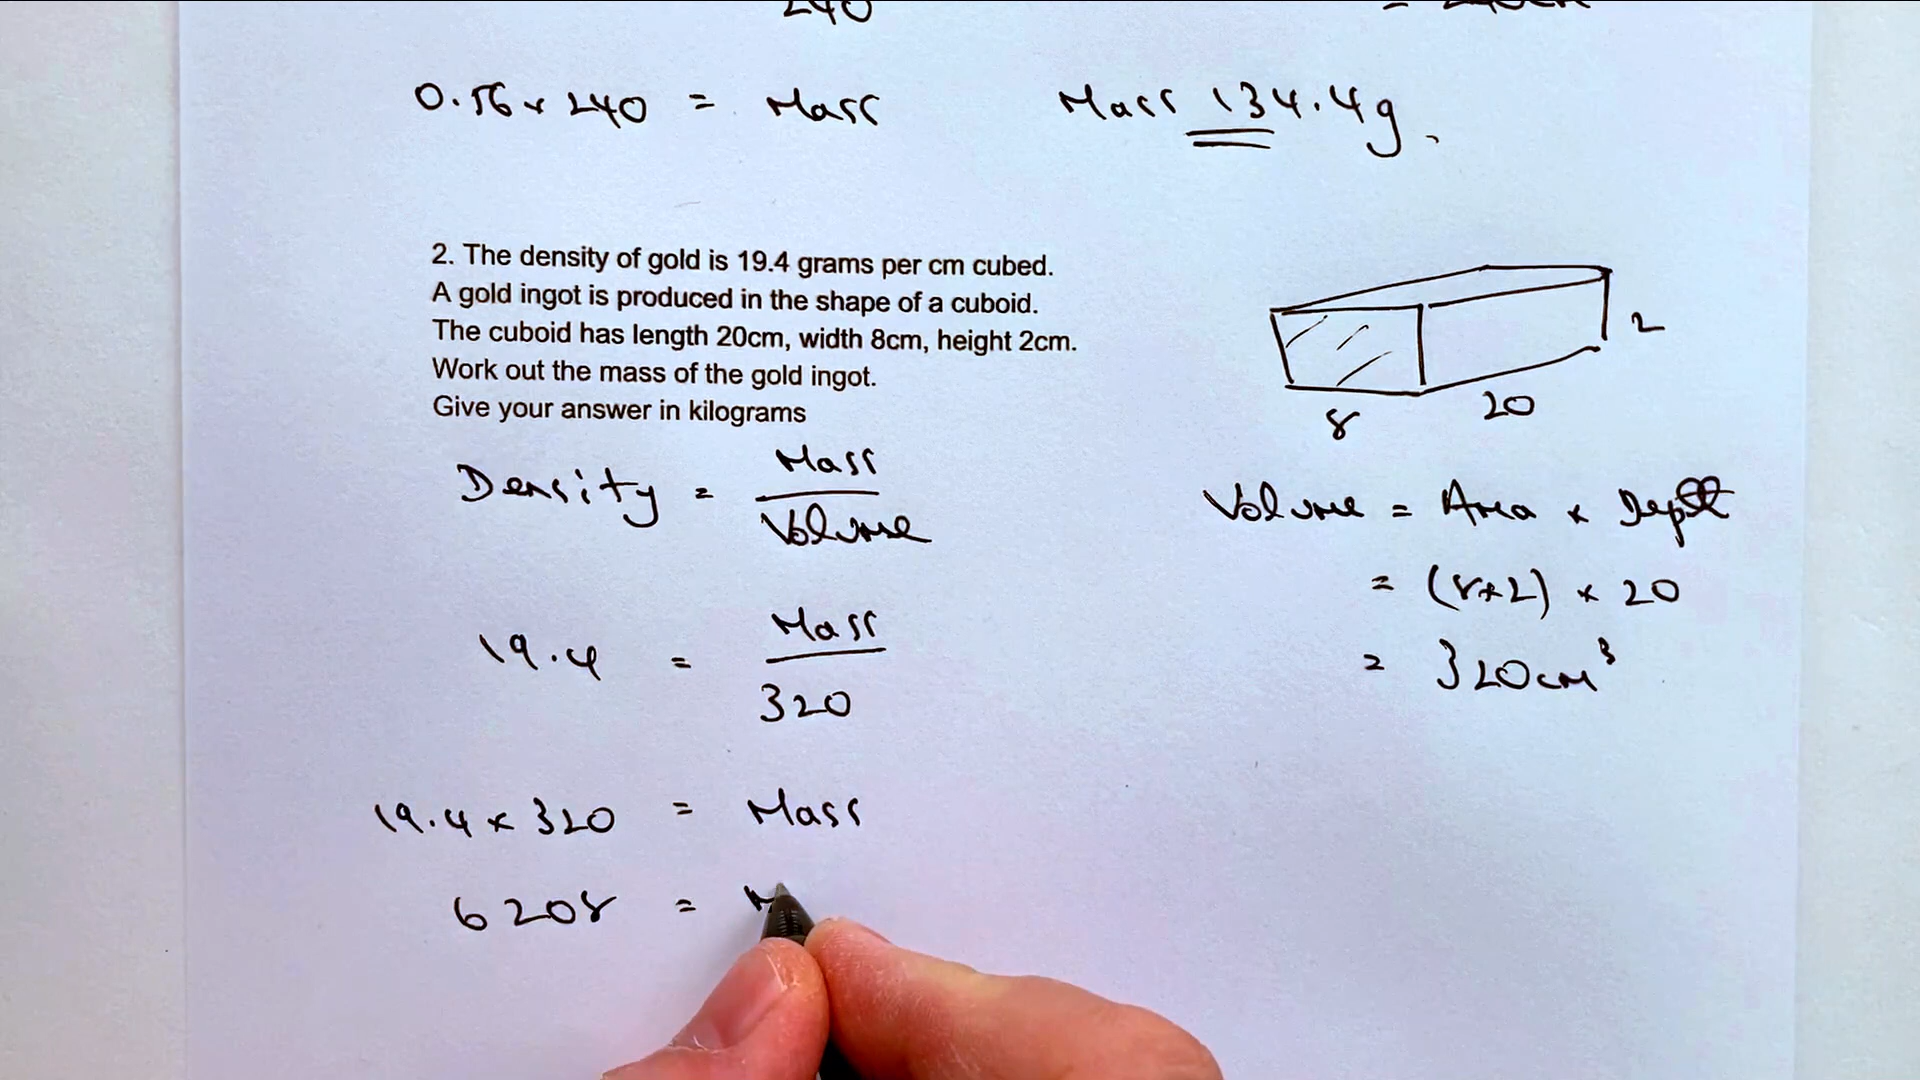 240
0.56 x 240 = Mass
Mass 134.4g.
2. The density of gold is 19.4 grams per cm cubed.
A gold ingot is produced in the shape of a cuboid.
The cuboid has length 20cm, width 8cm, height 2cm.
Work out the mass of the gold ingot.
Give your answer in kilograms
2
8
20
Density = Mass
Volume
19.4 = Mass
320
19.4 x 320 = Mass
6208 =
Volume = Area x Depth
= (8x2) x 20
= 320cm³